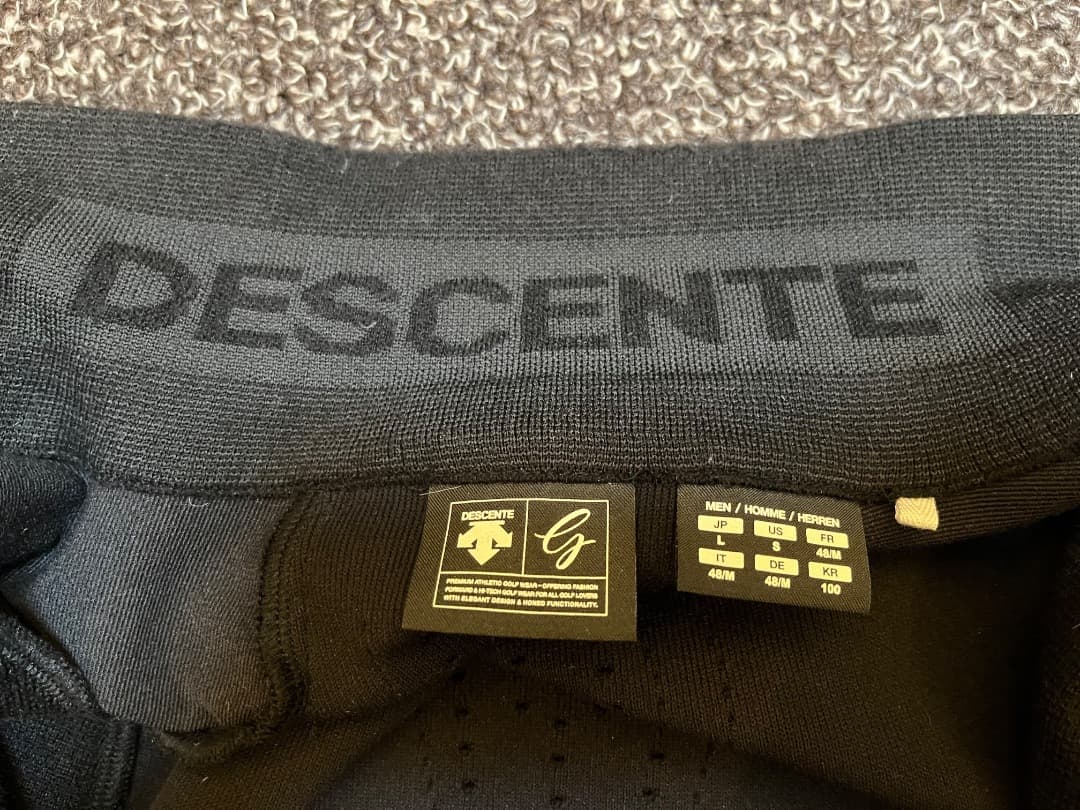 DESCENTE
DESCENTE
G
PREMIUM ATHLETIC GOLF WEAR-OFFERING FASHION
FORWARD & HI-TECH GOLF WEAR FOR ALL GOLF LOVERS
WITH ELEGANT DESIGN & HONED FUNCTIONALITY.
MEN / HOMME / HERREN
JP US FR
L S 48/M
IT DE KR
48/M 48/M 100